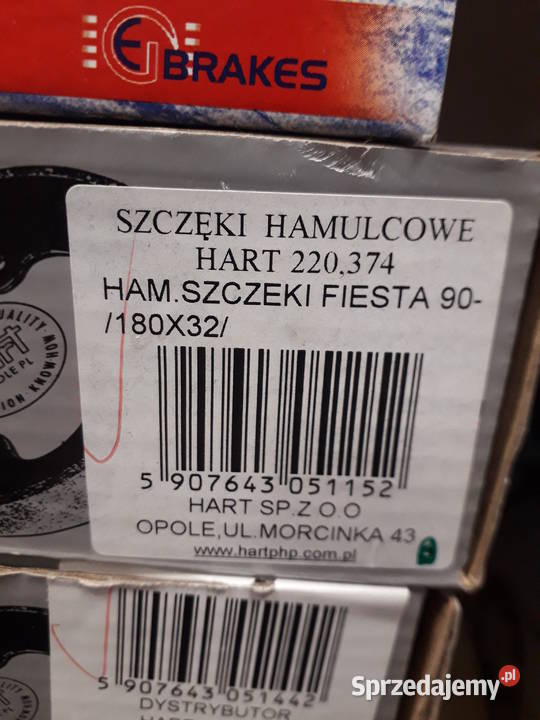 EG BRAKES
SZCZĘKI HAMULCOWE
HART 220,374
HAM.SZCZEKI FIESTA 90-
/180X32/
5 907643 051152
HART SP.Z O.O
OPOLE,UL.MORCINKA 43
www.hartphp.com.pl
5 907643 051442
DYSTRYBUTOR
Sprzedajemy.pl